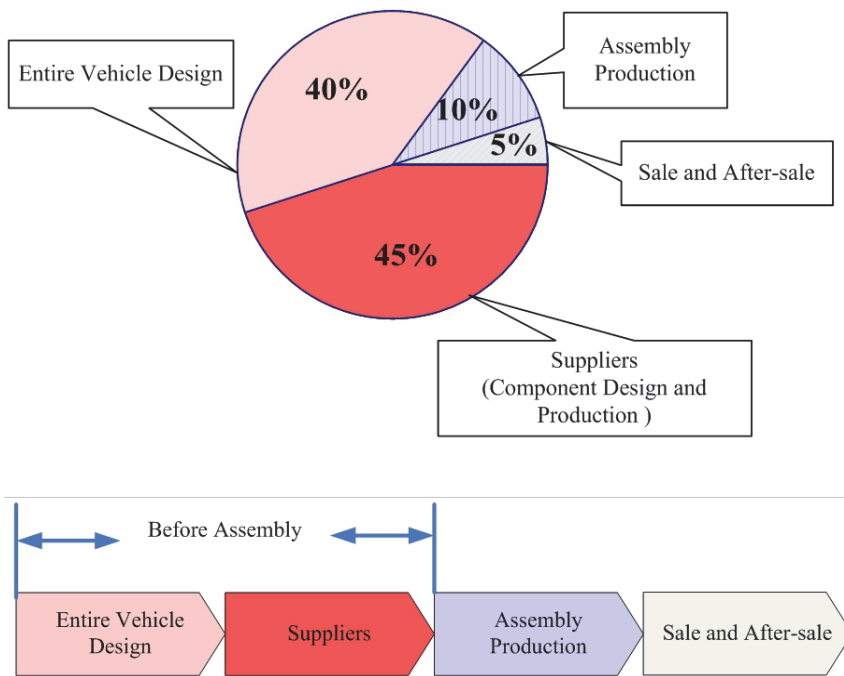 Entire Vehicle Design
40%
Assembly
Production
10%
5%
Sale and After-sale
45%
Suppliers
(Component Design and
Production )
Before Assembly
Entire Vehicle
Design
Suppliers
Assembly
Production
Sale and After-sale